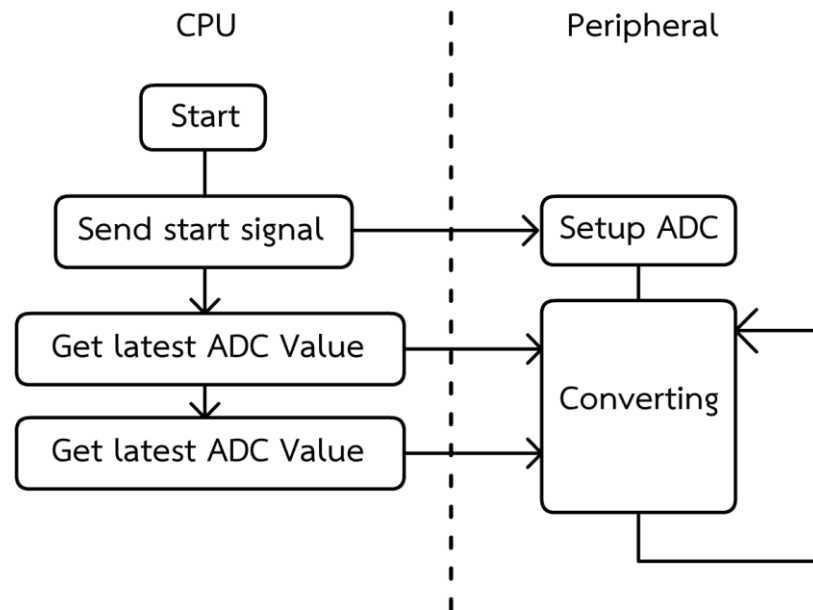 CPU
Peripheral
Start
Send start signal
Setup ADC
Get latest ADC Value
Converting
Get latest ADC Value